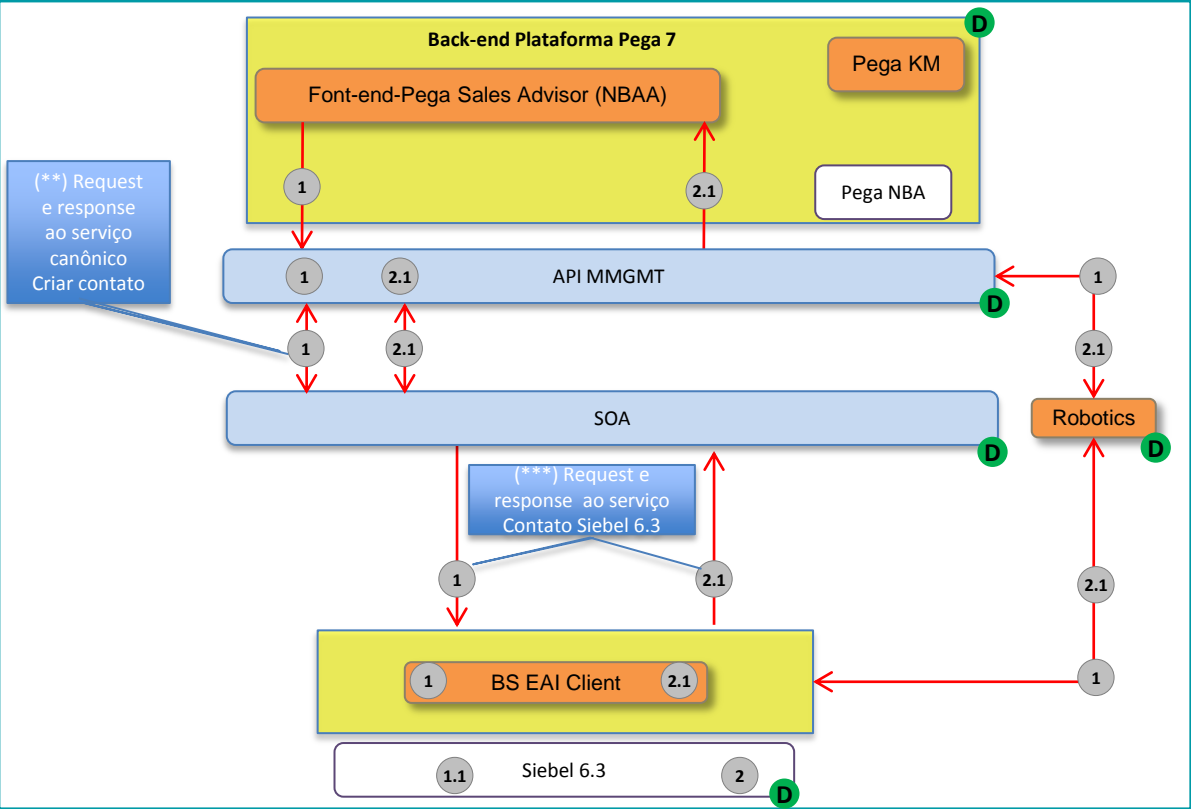 D
Back-end Plataforma Pega 7
Pega KM
Font-end-Pega Sales Advisor (NBAA)
(**) Request
e response
ao serviço
canônico
Criar contato
1
2.1
Pega NBA
1
2.1
API MMGMT
1
D
1
2.1
2.1
SOA
Robotics
D
D
(***) Request e
response ao serviço
Contato Siebel 6.3
1
2.1
2.1
1
BS EAI Client
2.1
1
1.1
Siebel 6.3
2
D